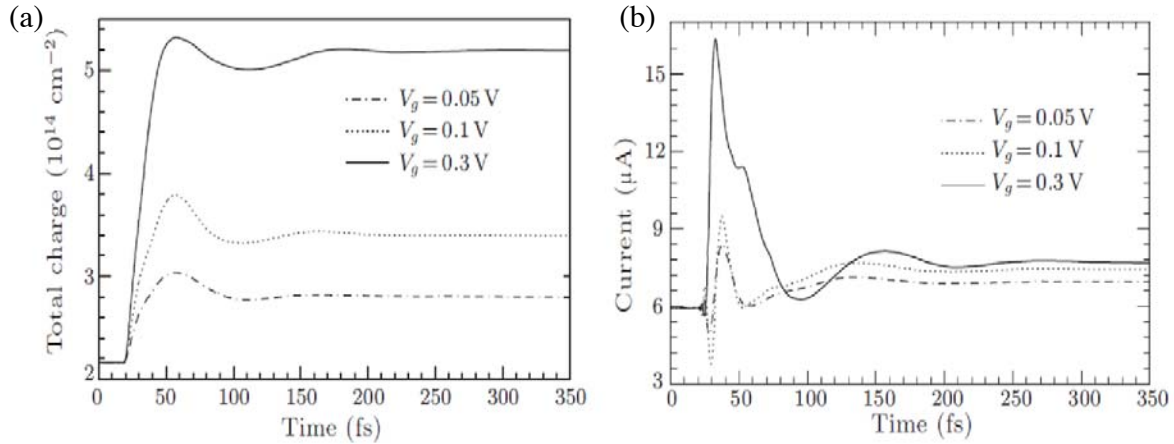 (a)
Total charge (10¹⁴ cm⁻²)
5
4
3
2
V_g = 0.05 V
V_g = 0.1 V
V_g = 0.3 V
0 50 100 150 200 250 300 350
Time (fs)
(b)
Current (μA)
15
12
9
6
3
V_g = 0.05 V
V_g = 0.1 V
V_g = 0.3 V
0 50 100 150 200 250 300 350
Time (fs)